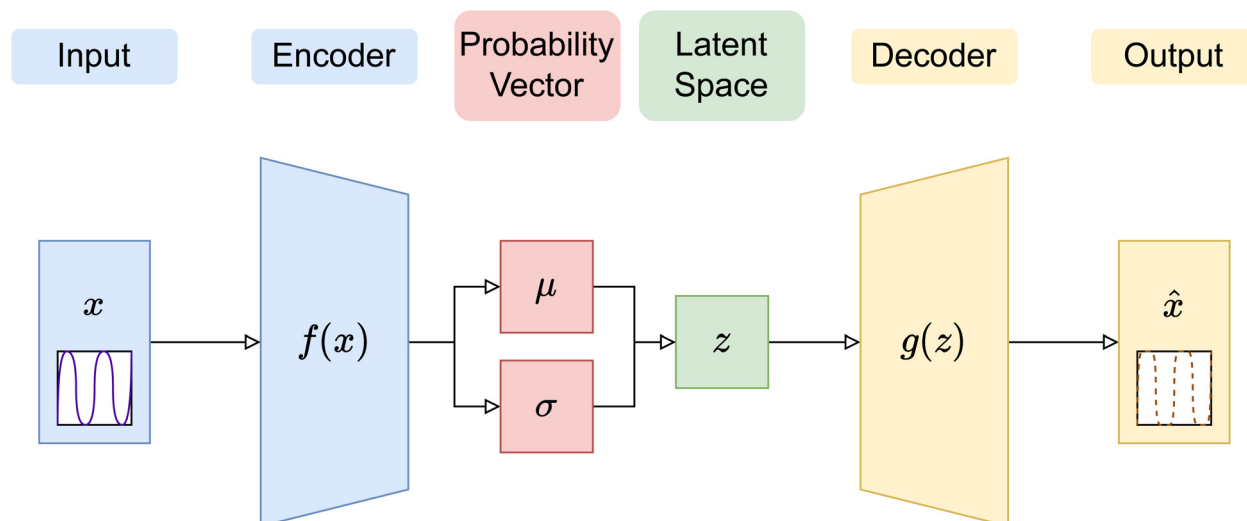 Input
Encoder
Probability
Vector
Latent
Space
Decoder
Output
x
f(x)
μ
σ
z
g(z)
x̂